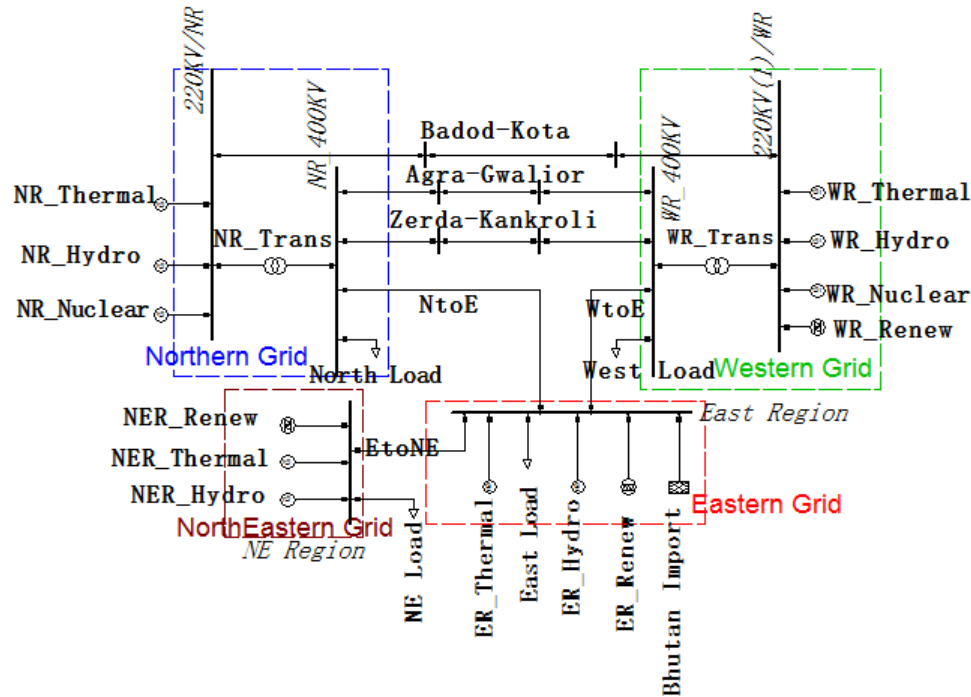 220KV/NR
NR_400KV
Badod-Kota
WR_400KV
220KV(1)/WR
Agra-Gwalior
NR_Thermal
WR_Thermal
Zerda-Kankroli
NR_Trans
WR_Trans
NR_Hydro
WR_Hydro
NR_Nuclear
NtoE
WtoE
WR_Nuclear
WR_Renew
Northern Grid
Western Grid
North Load
West Load
NER_Renew
East Region
EtoNE
NER_Thermal
NER_Hydro
Eastern Grid
NorthEastern Grid
NE Region
NE Load
ER_Thermal
East Load
ER_Hydro
ER_Renew
Bhutan Import